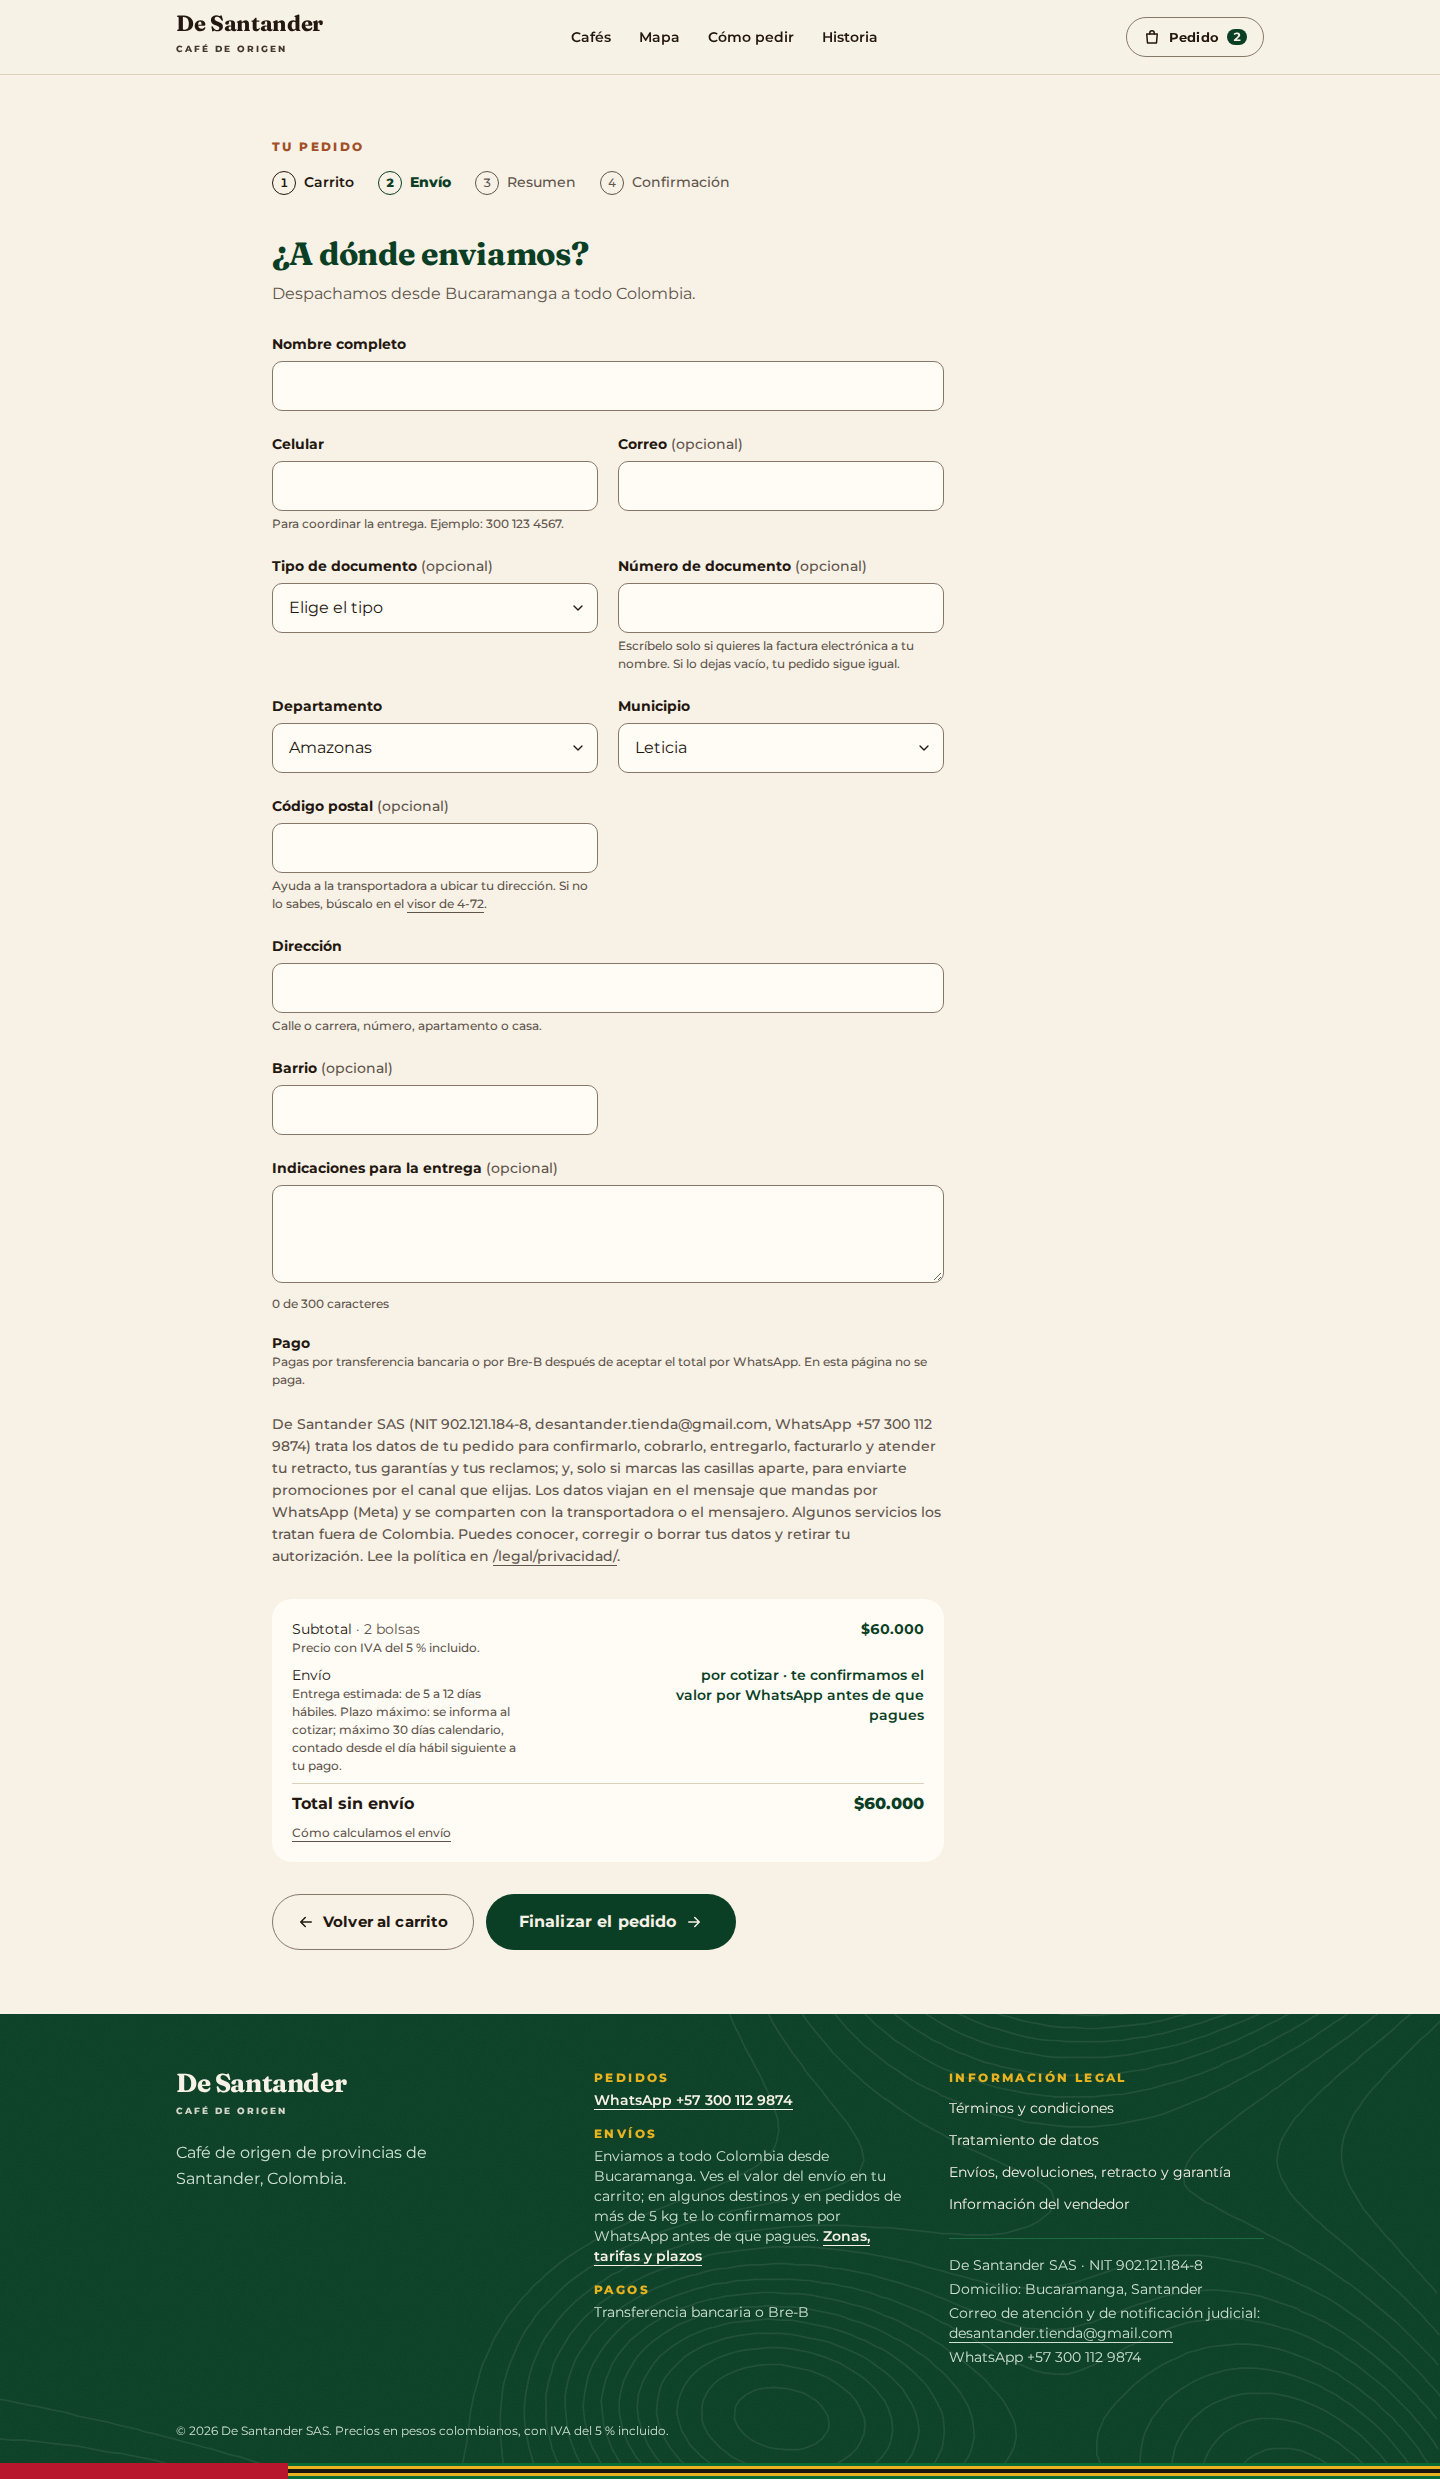 De Santander
CAFÉ DE ORIGEN
Cafés
Mapa
Cómo pedir
Historia
Pedido 2
TU PEDIDO
1 Carrito
2 Envío
3 Resumen
4 Confirmación
¿A dónde enviamos?
Despachamos desde Bucaramanga a todo Colombia.
Nombre completo
Celular
Para coordinar la entrega. Ejemplo: 300 123 4567.
Correo (opcional)
Tipo de documento (opcional)
Elige el tipo
Número de documento (opcional)
Escríbelo solo si quieres la factura electrónica a tu
nombre. Si lo dejas vacío, tu pedido sigue igual.
Departamento
Amazonas
Municipio
Leticia
Código postal (opcional)
Ayuda a la transportadora a ubicar tu dirección. Si no
lo sabes, búscalo en el visor de 4-72.
Dirección
Calle o carrera, número, apartamento o casa.
Barrio (opcional)
Indicaciones para la entrega (opcional)
0 de 300 caracteres
Pago
Pagas por transferencia bancaria o por Bre-B después de aceptar el total por WhatsApp. En esta página no se
paga.
De Santander SAS (NIT 902.121.184-8, desantander.tienda@gmail.com, WhatsApp +57 300 112
9874) trata los datos de tu pedido para confirmarlo, cobrarlo, entregarlo, facturarlo y atender
tu retracto, tus garantías y tus reclamos; y, solo si marcas las casillas aparte, para enviarte
promociones por el canal que elijas. Los datos viajan en el mensaje que mandas por
WhatsApp (Meta) y se comparten con la transportadora o el mensajero. Algunos servicios los
tratan fuera de Colombia. Puedes conocer, corregir o borrar tus datos y retirar tu
autorización. Lee la política en /legal/privacidad/.
Subtotal · 2 bolsas
$60.000
Precio con IVA del 5 % incluido.
Envío
Entrega estimada: de 5 a 12 días
hábiles. Plazo máximo: se informa al
cotizar; máximo 30 días calendario,
contado desde el día hábil siguiente a
tu pago.
por cotizar · te confirmamos el
valor por WhatsApp antes de que
pagues
Total sin envío
$60.000
Cómo calculamos el envío
Volver al carrito
Finalizar el pedido
De Santander
CAFÉ DE ORIGEN
Café de origen de provincias de
Santander, Colombia.
PEDIDOS
WhatsApp +57 300 112 9874
ENVÍOS
Enviamos a todo Colombia desde
Bucaramanga. Ves el valor del envío en tu
carrito; en algunos destinos y en pedidos de
más de 5 kg te lo confirmamos por
WhatsApp antes de que pagues. Zonas,
tarifas y plazos
PAGOS
Transferencia bancaria o Bre-B
INFORMACIÓN LEGAL
Términos y condiciones
Tratamiento de datos
Envíos, devoluciones, retracto y garantía
Información del vendedor
De Santander SAS · NIT 902.121.184-8
Domicilio: Bucaramanga, Santander
Correo de atención y de notificación judicial:
desantander.tienda@gmail.com
WhatsApp +57 300 112 9874
© 2026 De Santander SAS. Precios en pesos colombianos, con IVA del 5 % incluido.